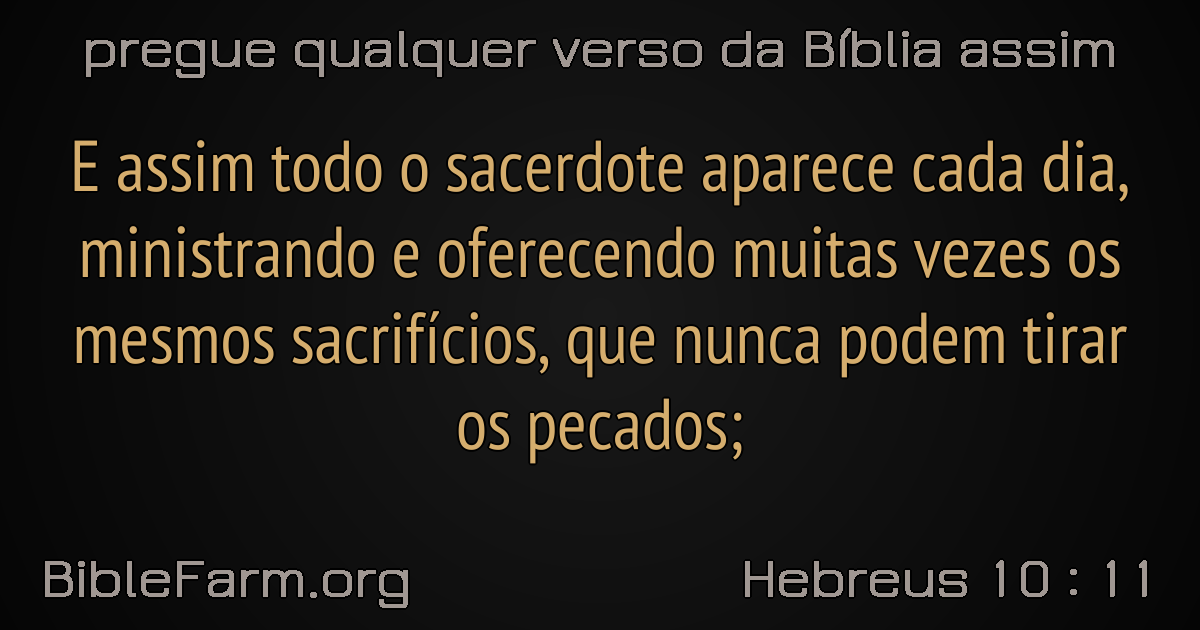 pregue qualquer verso da Bíblia assim
E assim todo o sacerdote aparece cada dia,
ministrando e oferecendo muitas vezes os
mesmos sacrifícios, que nunca podem tirar
os pecados;
BibleFarm.org
Hebreus 10 : 11